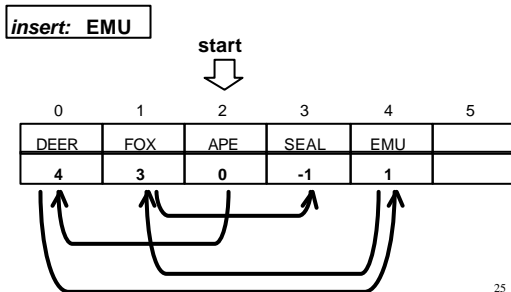 insert: EMU
start
0 1 2 3 4 5
DEER FOX APE SEAL EMU
4 3 0 -1 1
25